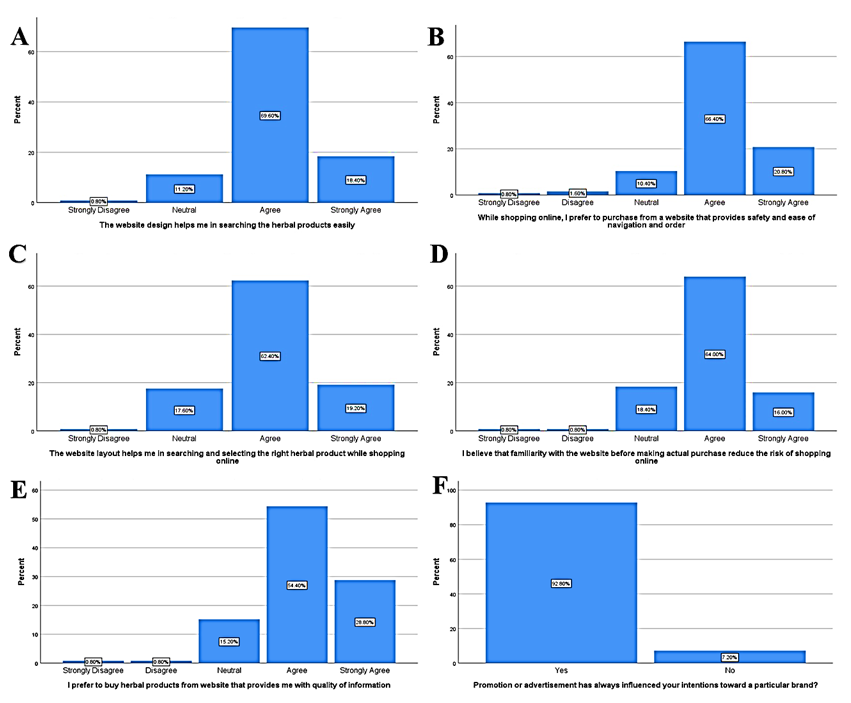 A
Percent
60
40
20
0
0.80%
11.20%
69.60%
18.40%
Strongly Disagree
Neutral
Agree
Strongly Agree
The website design helps me in searching the herbal products easily
B
Percent
60
40
20
0
0.80%
1.60%
10.40%
66.40%
20.80%
Strongly Disagree
Disagree
Neutral
Agree
Strongly Agree
While shopping online, I prefer to purchase from a website that provides safety and ease of
navigation and order
C
Percent
60
40
20
0
0.80%
17.60%
62.40%
19.20%
Strongly Disagree
Neutral
Agree
Strongly Agree
The website layout helps me in searching and selecting the right herbal product while shopping
online
D
Percent
60
40
20
0
0.80%
0.80%
18.40%
64.00%
16.00%
Strongly Disagree
Disagree
Neutral
Agree
Strongly Agree
I believe that familiarity with the website before making actual purchase reduce the risk of shopping
online
E
Percent
60
50
40
30
20
10
0
0.80%
0.80%
15.20%
54.40%
28.80%
Strongly Disagree
Disagree
Neutral
Agree
Strongly Agree
I prefer to buy herbal products from website that provides me with quality of information
F
Percent
100
80
60
40
20
0
92.80%
7.20%
Yes
No
Promotion or advertisement has always influenced your intentions toward a particular brand?